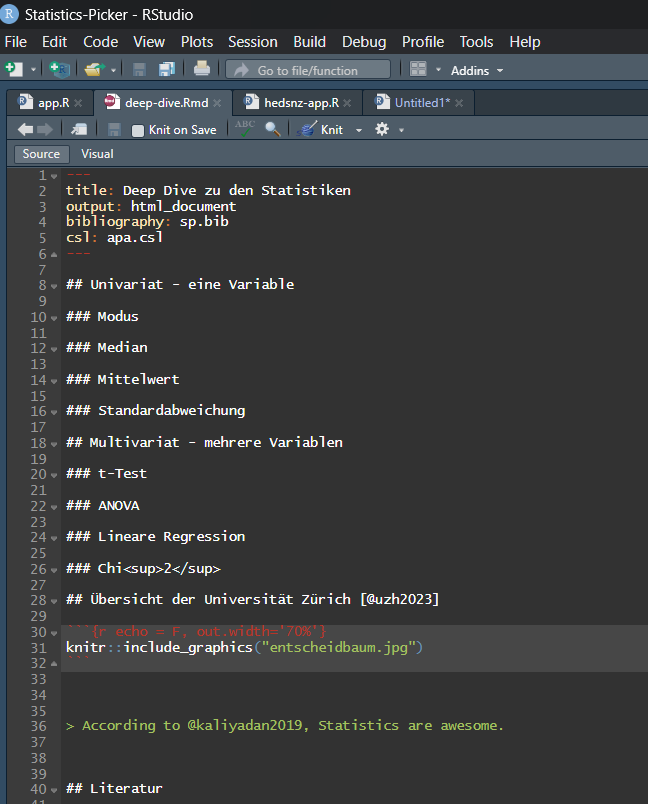 Statistics-Picker - RStudio
File Edit Code View Plots Session Build Debug Profile Tools Help
Go to file/function Addins
app.R deep-dive.Rmd hedsnz-app.R Untitled1*
Knit on Save ABC Knit
Source Visual
1 ---
2 title: Deep Dive zu den Statistiken
3 output: html_document
4 bibliography: sp.bib
5 csl: apa.csl
6 ---
7
8 ## Univariat - eine Variable
9
10 ### Modus
11
12 ### Median
13
14 ### Mittelwert
15
16 ### Standardabweichung
17
18 ## Multivariat - mehrere Variablen
19
20 ### t-Test
21
22 ### ANOVA
23
24 ### Lineare Regression
25
26 ### Chi<sup>2</sup>
27
28 ## Übersicht der Universität Zürich [@uzh2023]
29
30 ```{r echo = F, out.width='70%'}
31 knitr::include_graphics("entscheidbaum.jpg")
32 ```
33
34
35
36 > According to @kaliyadan2019, Statistics are awesome.
37
38
39
40 ## Literatur
41